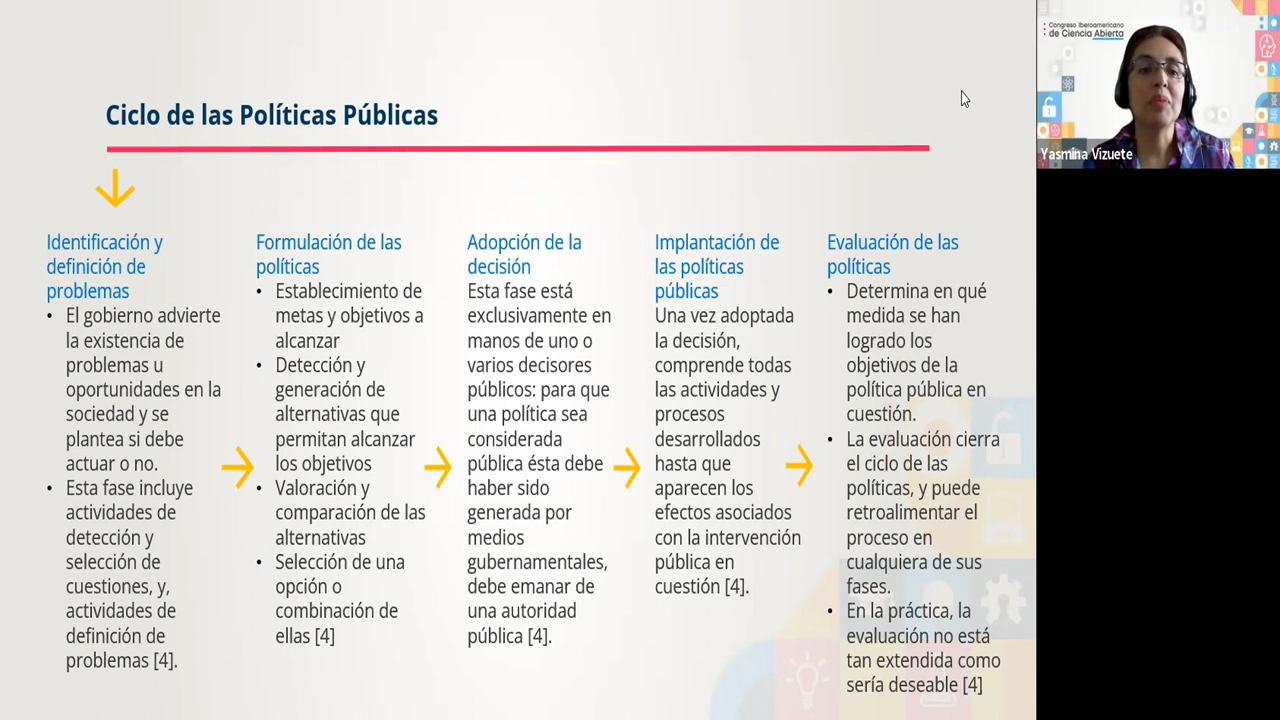 Ciclo de las Políticas Públicas
Identificación y
definición de
problemas
• El gobierno advierte
la existencia de
problemas u
oportunidades en la
sociedad y se
plantea si debe
actuar o no.
• Esta fase incluye
actividades de
detección y
selección de
cuestiones, y,
actividades de
definición de
problemas [4].
Formulación de las
políticas
• Establecimiento de
metas y objetivos a
alcanzar
• Detección y
generación de
alternativas que
permitan alcanzar
los objetivos
• Valoración y
comparación de las
alternativas
• Selección de una
opción o
combinación de
ellas [4]
Adopción de la
decisión
Esta fase está
exclusivamente en
manos de uno o
varios decisores
públicos: para que
una política sea
considerada
pública ésta debe
haber sido
generada por
medios
gubernamentales,
debe emanar de
una autoridad
pública [4].
Implantación de
las políticas
públicas
Una vez adoptada
la decisión,
comprende todas
las actividades y
procesos
desarrollados
hasta que
aparecen los
efectos asociados
con la intervención
pública en
cuestión [4].
Evaluación de las
políticas
• Determina en qué
medida se han
logrado los
objetivos de la
política pública en
cuestión.
• La evaluación cierra
el ciclo de las
políticas, y puede
retroalimentar el
proceso en
cualquiera de sus
fases.
• En la práctica, la
evaluación no está
tan extendida como
sería deseable [4]
Congreso Iberoamericano
de Ciencia Abierta
Yasmina Vizuete